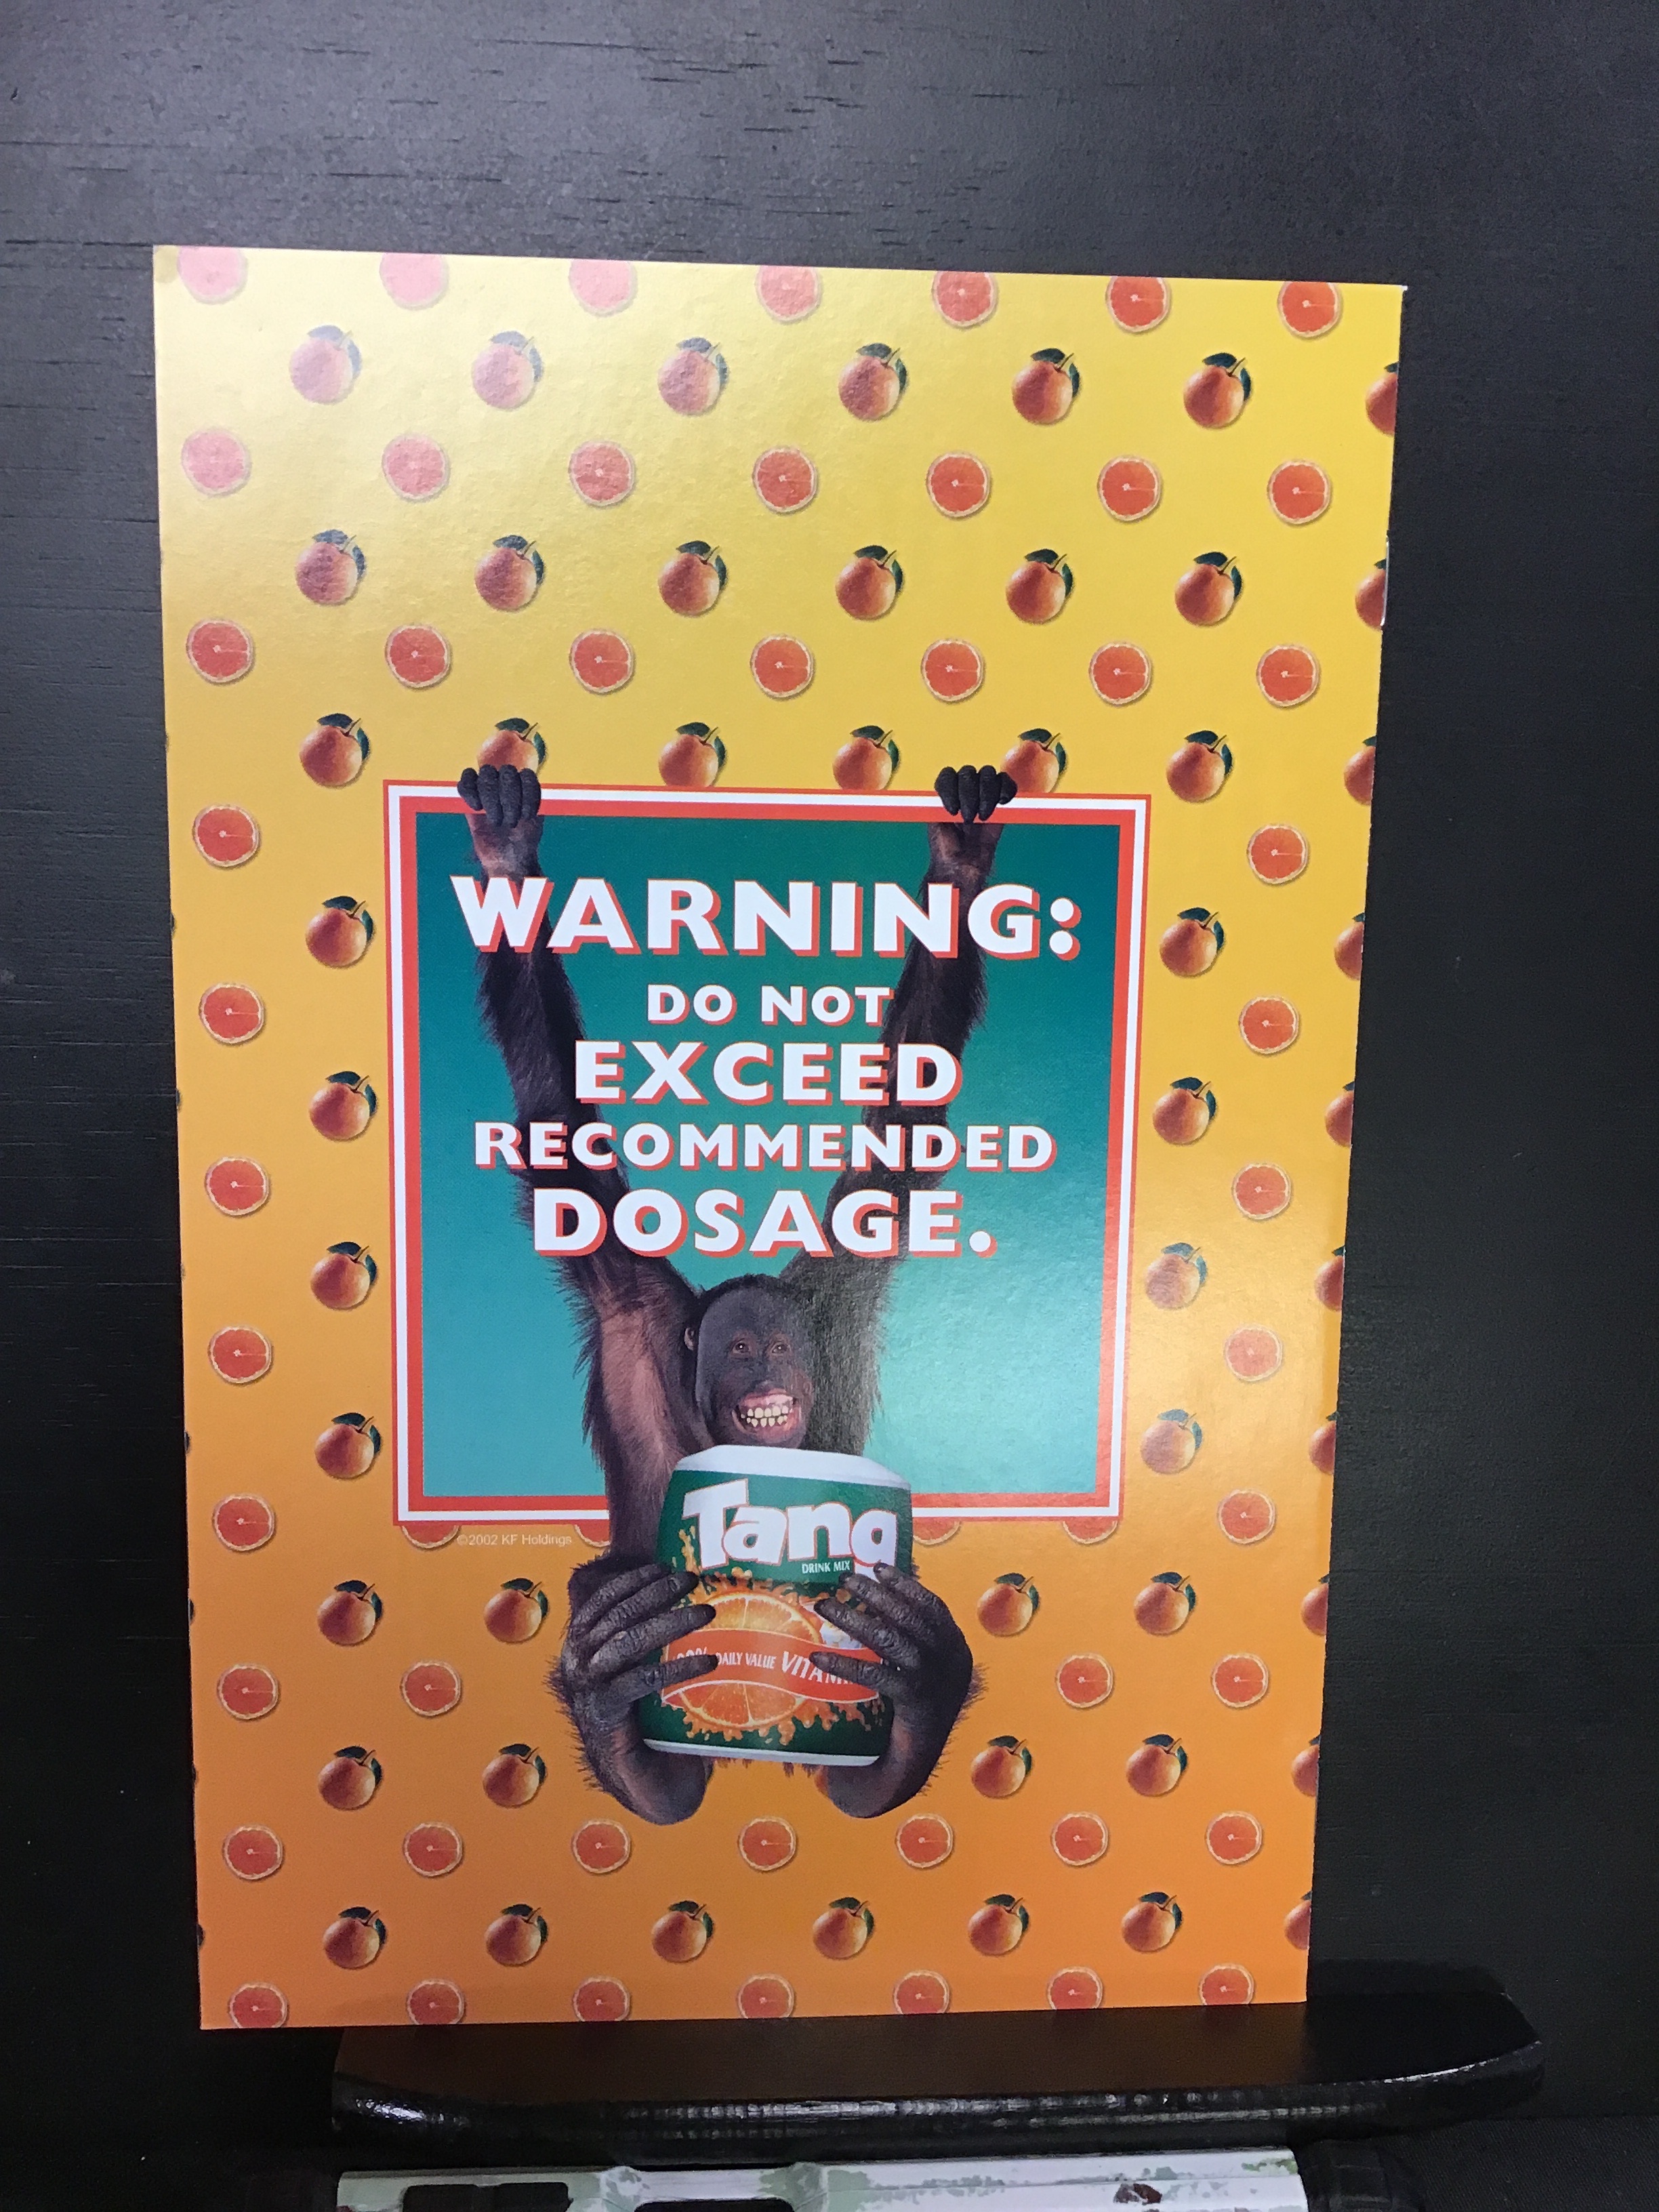 WARNING:
DO NOT
EXCEED
RECOMMENDED
DOSAGE.
Tang
DRINK MIX
DAILY VALUE
©2002 KF Holdings